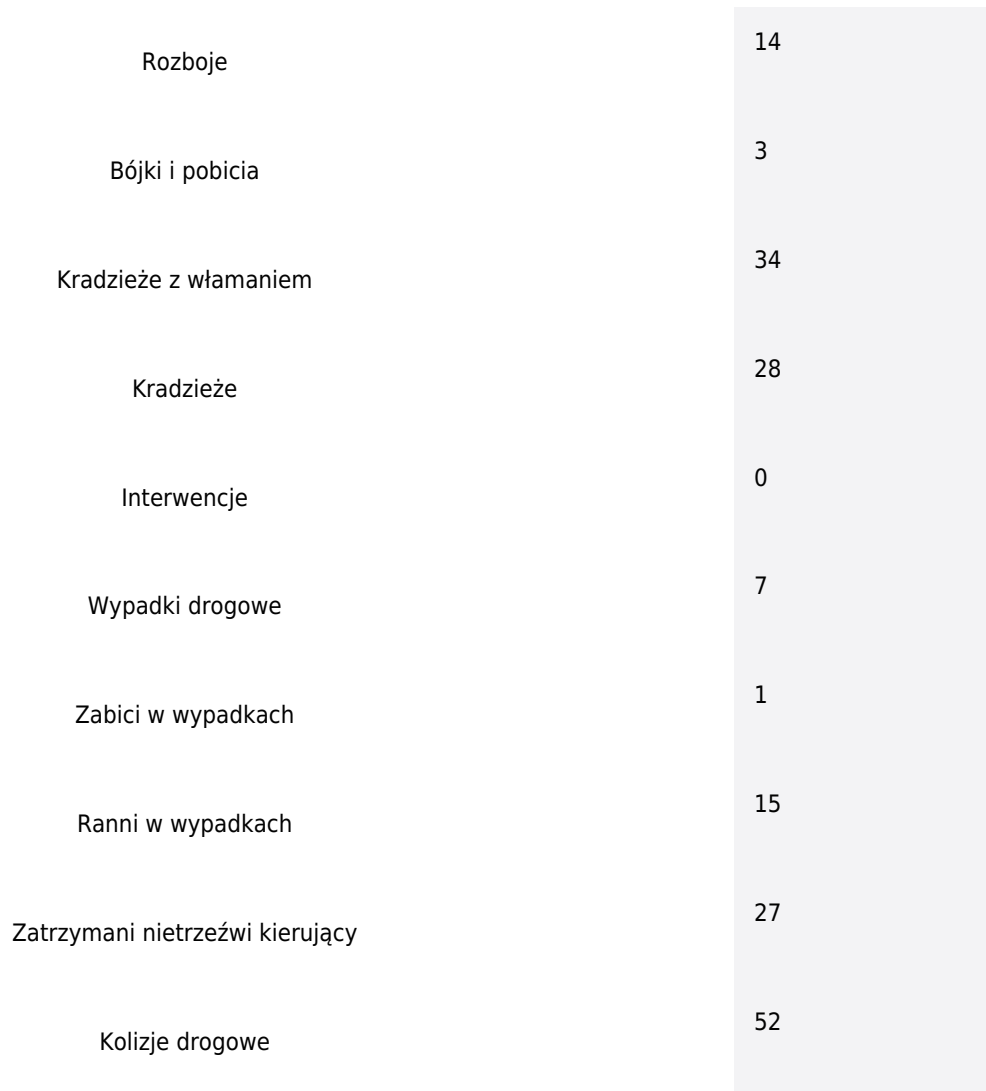 Rozboje 14
Bójki i pobicia 3
Kradzieże z włamaniem 34
Kradzieże 28
Interwencje 0
Wypadki drogowe 7
Zabici w wypadkach 1
Ranni w wypadkach 15
Zatrzymani nietrzeźwi kierujący 27
Kolizje drogowe 52